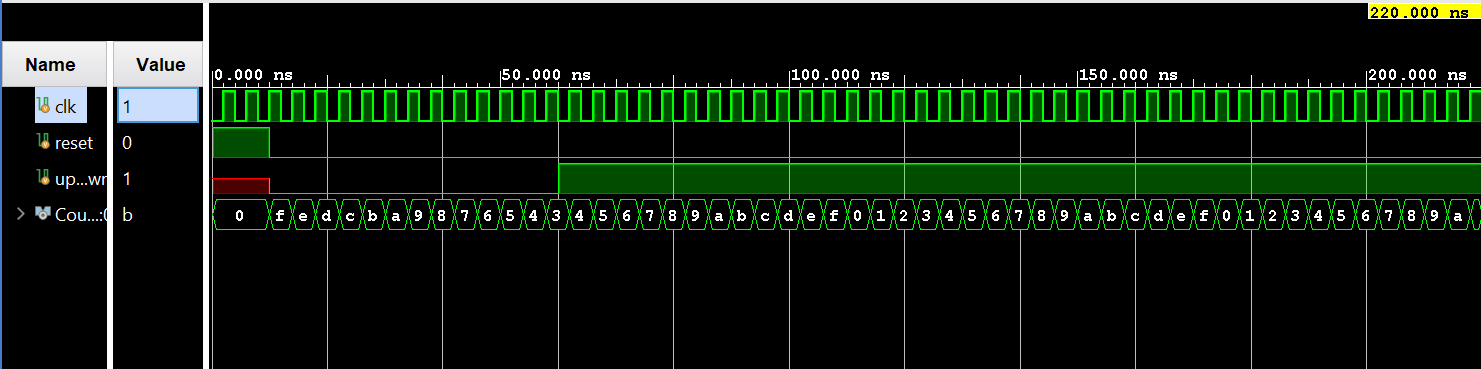 220.000 ns
Name Value
0.000 ns 50.000 ns 100.000 ns 150.000 ns 200.000 ns
clk 1
reset 0
up...wr 1
Cou...:( b 0 f e d c b a 9 8 7 6 5 4 3 4 5 6 7 8 9 a b c d e f 0 1 2 3 4 5 6 7 8 9 a b c d e f 0 1 2 3 4 5 6 7 8 9 a